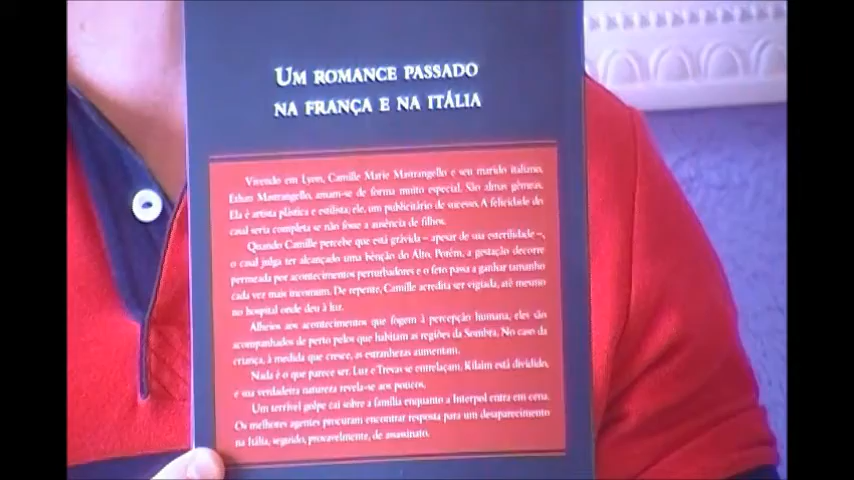 UM ROMANCE PASSADO
NA FRANÇA E NA ITÁLIA
Vivendo em Lyon, Camille Marie Mastrangello e seu marido italiano,
Ethan Mastrangello, amam-se de forma muito especial. São almas gêmeas.
Ela é artista plástica e estilista; ele, um publicitário de sucesso. A felicidade do
casal seria completa se não fosse a ausência de filhos.
Quando Camille percebe que está grávida – apesar de sua esterilidade –,
o casal julga ter alcançado uma bênção do Alto. Porém, a gestação decorre
permeada por acontecimentos perturbadores e o feto passa a ganhar tamanho
cada vez mais incomum. De repente, Camille acredita ser vigiada, até mesmo
no hospital onde deu à luz.
Alheios aos acontecimentos que fogem à percepção humana, eles são
acompanhados de perto pelos que habitam as regiões da Sombra. No caso da
criança, à medida que cresce, as estranhezas aumentam.
Nada é o que parece ser. Luz e Trevas se entrelaçam. Kilaim está dividido,
e sua verdadeira natureza revela-se aos poucos.
Um terrível golpe cai sobre a família enquanto a Interpol entra em cena.
Os melhores agentes procuram encontrar resposta para um desaparecimento
na Itália, seguido, provavelmente, de assassinato.